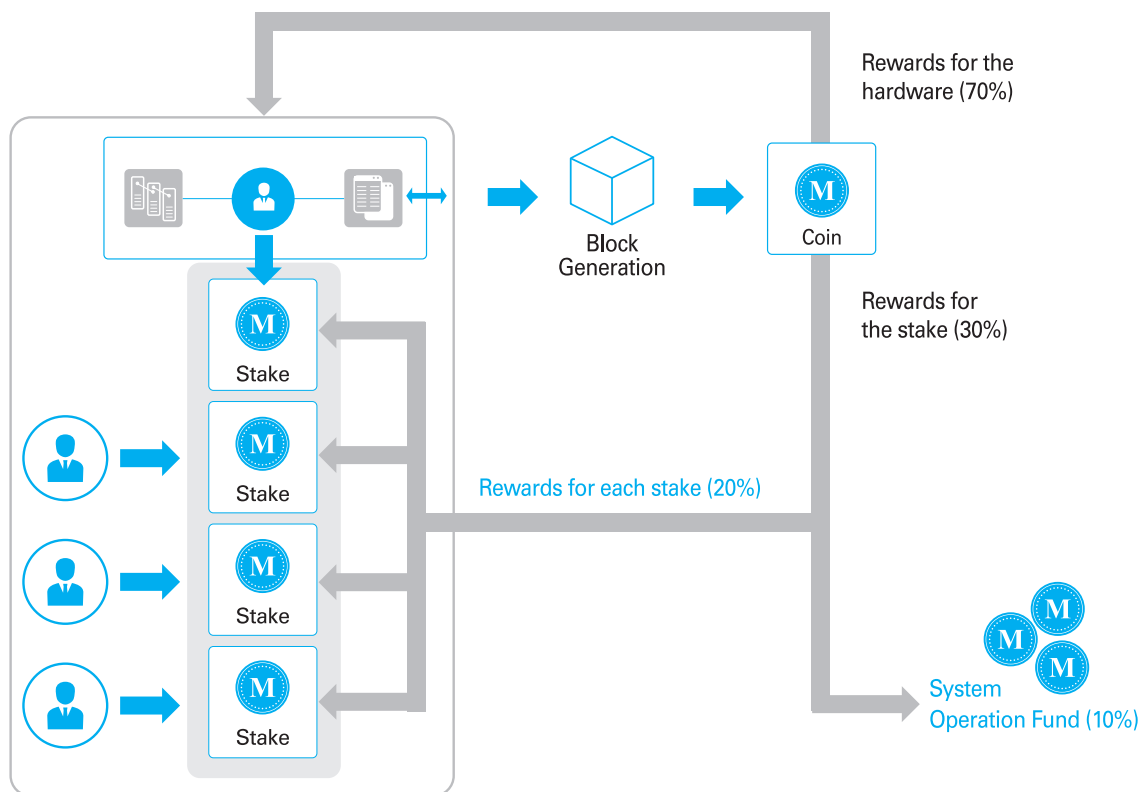 Rewards for the
hardware (70%)
M
Coin
Block
Generation
Rewards for
the stake (30%)
M
Stake
M
Stake
Rewards for each stake (20%)
M
Stake
M
Stake
M
M
M
System
Operation Fund (10%)